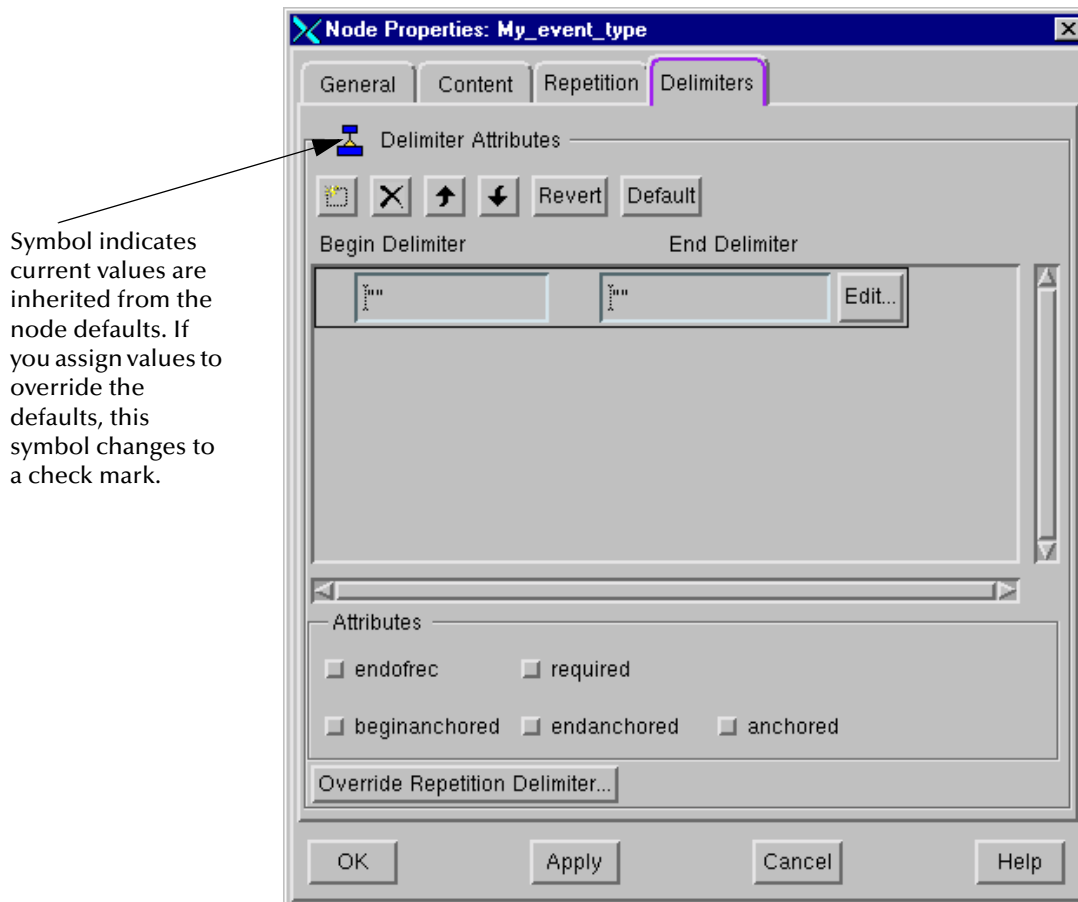 Node Properties: My_event_type
General Content Repetition Delimiters
Delimiter Attributes
Revert Default
Begin Delimiter End Delimiter
"" "" Edit...
Symbol indicates
current values are
inherited from the
node defaults. If
you assign values to
override the
defaults, this
symbol changes to
a check mark.
Attributes
endofrec required
beginanchored endanchored anchored
Override Repetition Delimiter...
OK Apply Cancel Help